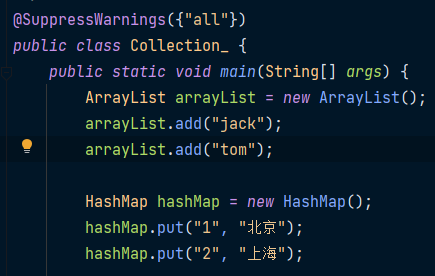 @SuppressWarnings({"all"})
public class Collection_ {
public static void main(String[] args) {
ArrayList arrayList = new ArrayList();
arrayList.add("jack");
arrayList.add("tom");
HashMap hashMap = new HashMap();
hashMap.put("1", "北京");
hashMap.put("2", "上海");